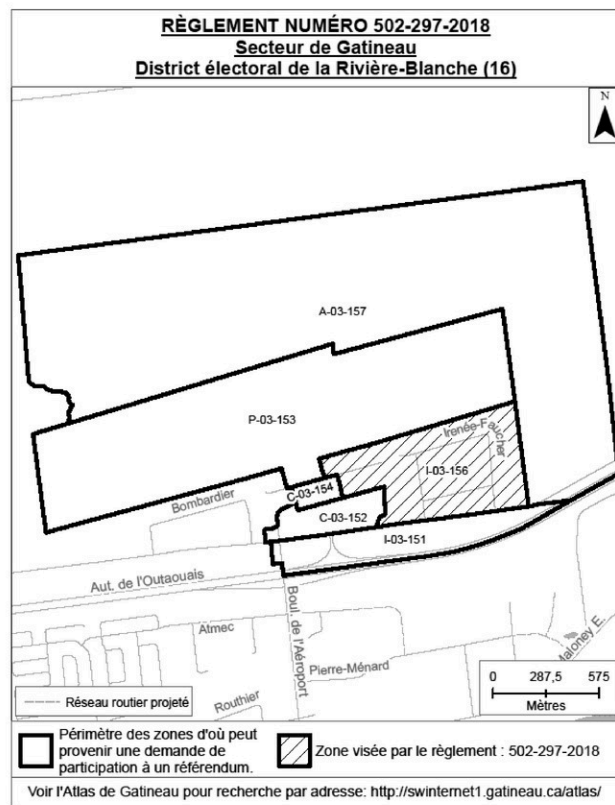 RÈGLEMENT NUMÉRO 502-297-2018
Secteur de Gatineau
District électoral de la Rivière-Blanche (16)
N
A-03-157
P-03-153
Irenée-Faucher
I-03-156
C-03-154
Bombardier
C-03-152
I-03-151
Aut. de l'Outaouais
Boul. de l'Aéroport
Atmec
Maloney E.
Pierre-Ménard
Routhier
0 287,5 575
Mètres
Réseau routier projeté
Périmètre des zones d'où peut
provenir une demande de
participation à un référendum.
Zone visée par le règlement : 502-297-2018
Voir l'Atlas de Gatineau pour recherche par adresse: http://swinternet1.gatineau.ca/atlas/